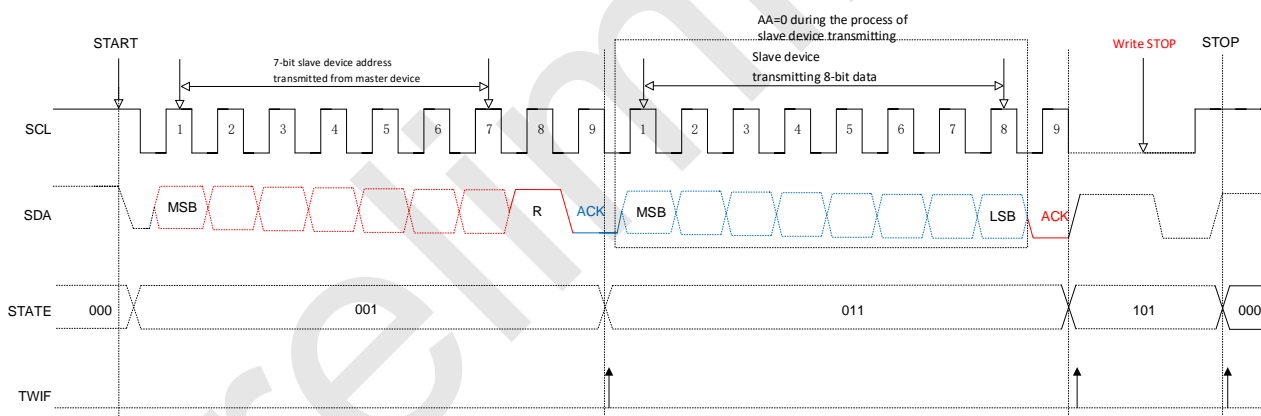 AA=0 during the process of
slave device transmitting
START
Write STOP
STOP
7-bit slave device address
transmitted from master device
Slave device
transmitting 8-bit data
SCL
1 2 3 4 5 6 7 8 9 1 2 3 4 5 6 7 8 9
SDA
MSB R ACK MSB LSB ACK
STATE
000 001 011 101 000
TWIF